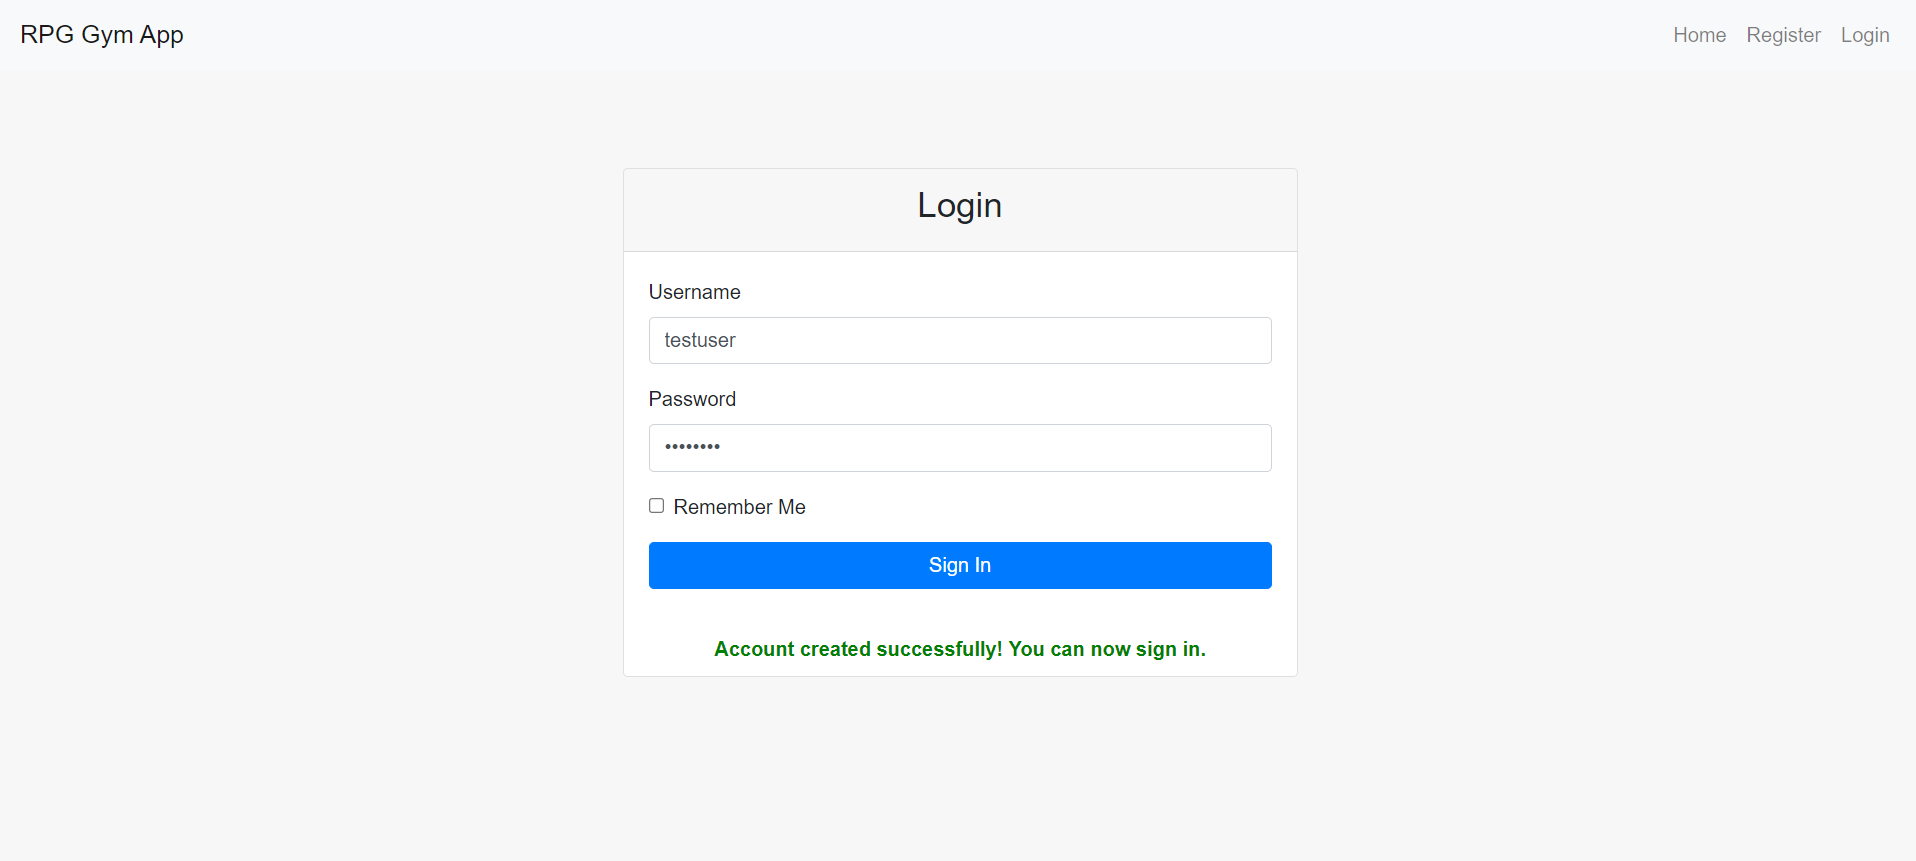 RPG Gym App
Home Register Login
Login
Username
testuser
Password
••••••••
Remember Me
Sign In
Account created successfully! You can now sign in.